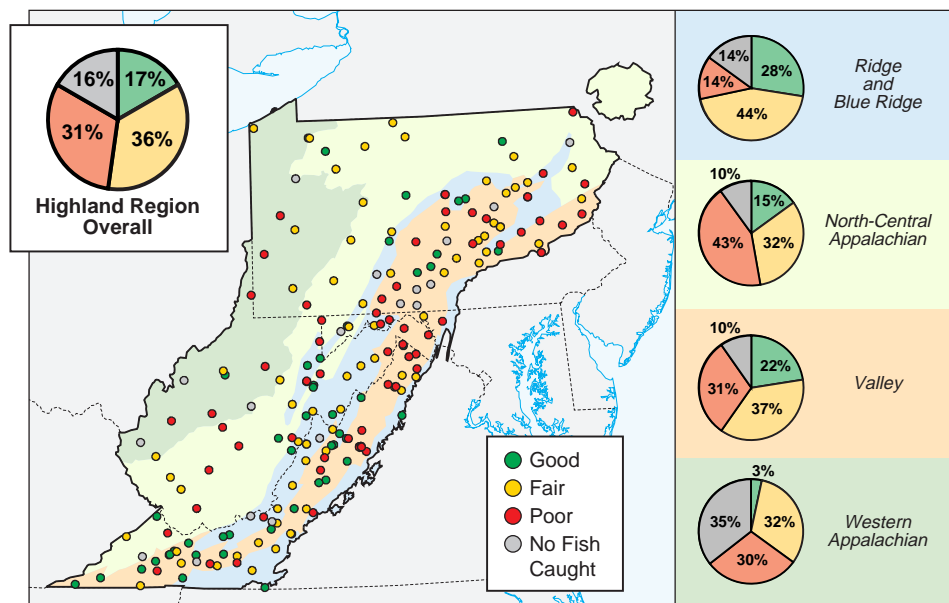 16%
17%
31%
36%
Highland Region
Overall
Good
Fair
Poor
No Fish
Caught
14%
28%
14%
44%
Ridge
and
Blue Ridge
10%
15%
43%
32%
North-Central
Appalachian
10%
22%
31%
37%
Valley
3%
35%
32%
30%
Western
Appalachian